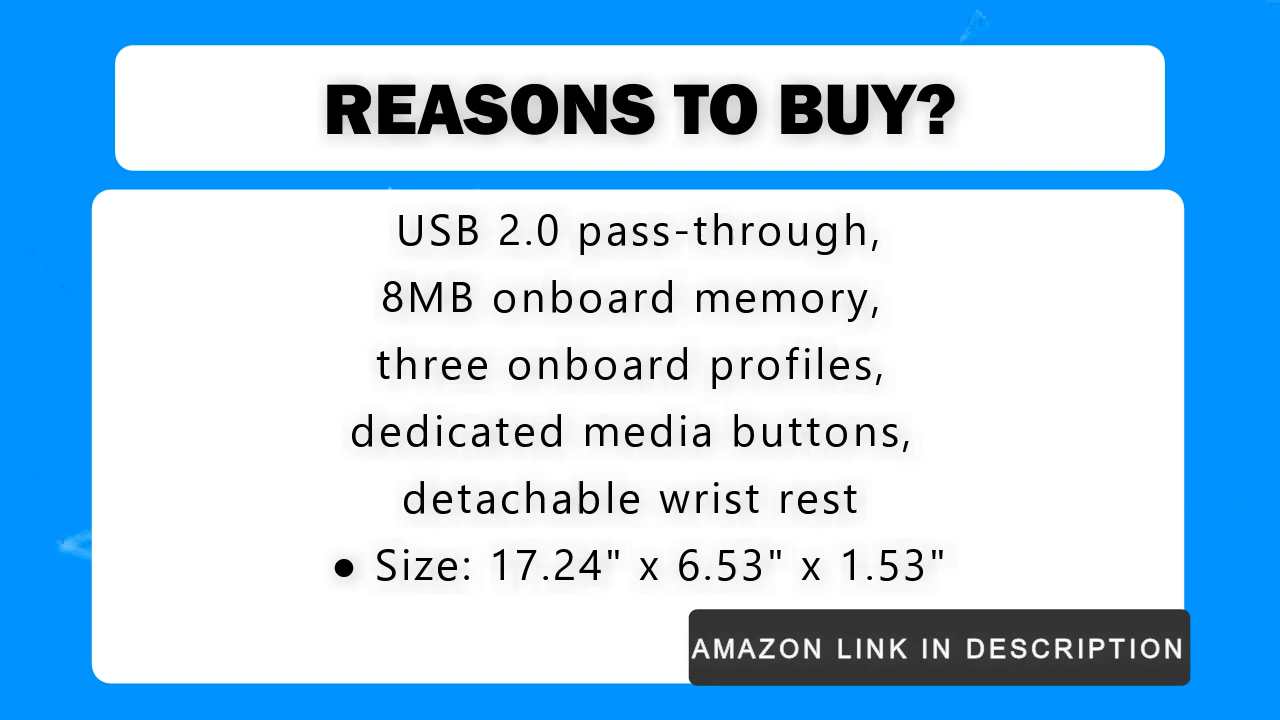 REASONS TO BUY?
USB 2.0 pass-through,
8MB onboard memory,
three onboard profiles,
dedicated media buttons,
detachable wrist rest
● Size: 17.24" x 6.53" x 1.53"
AMAZON LINK IN DESCRIPTION